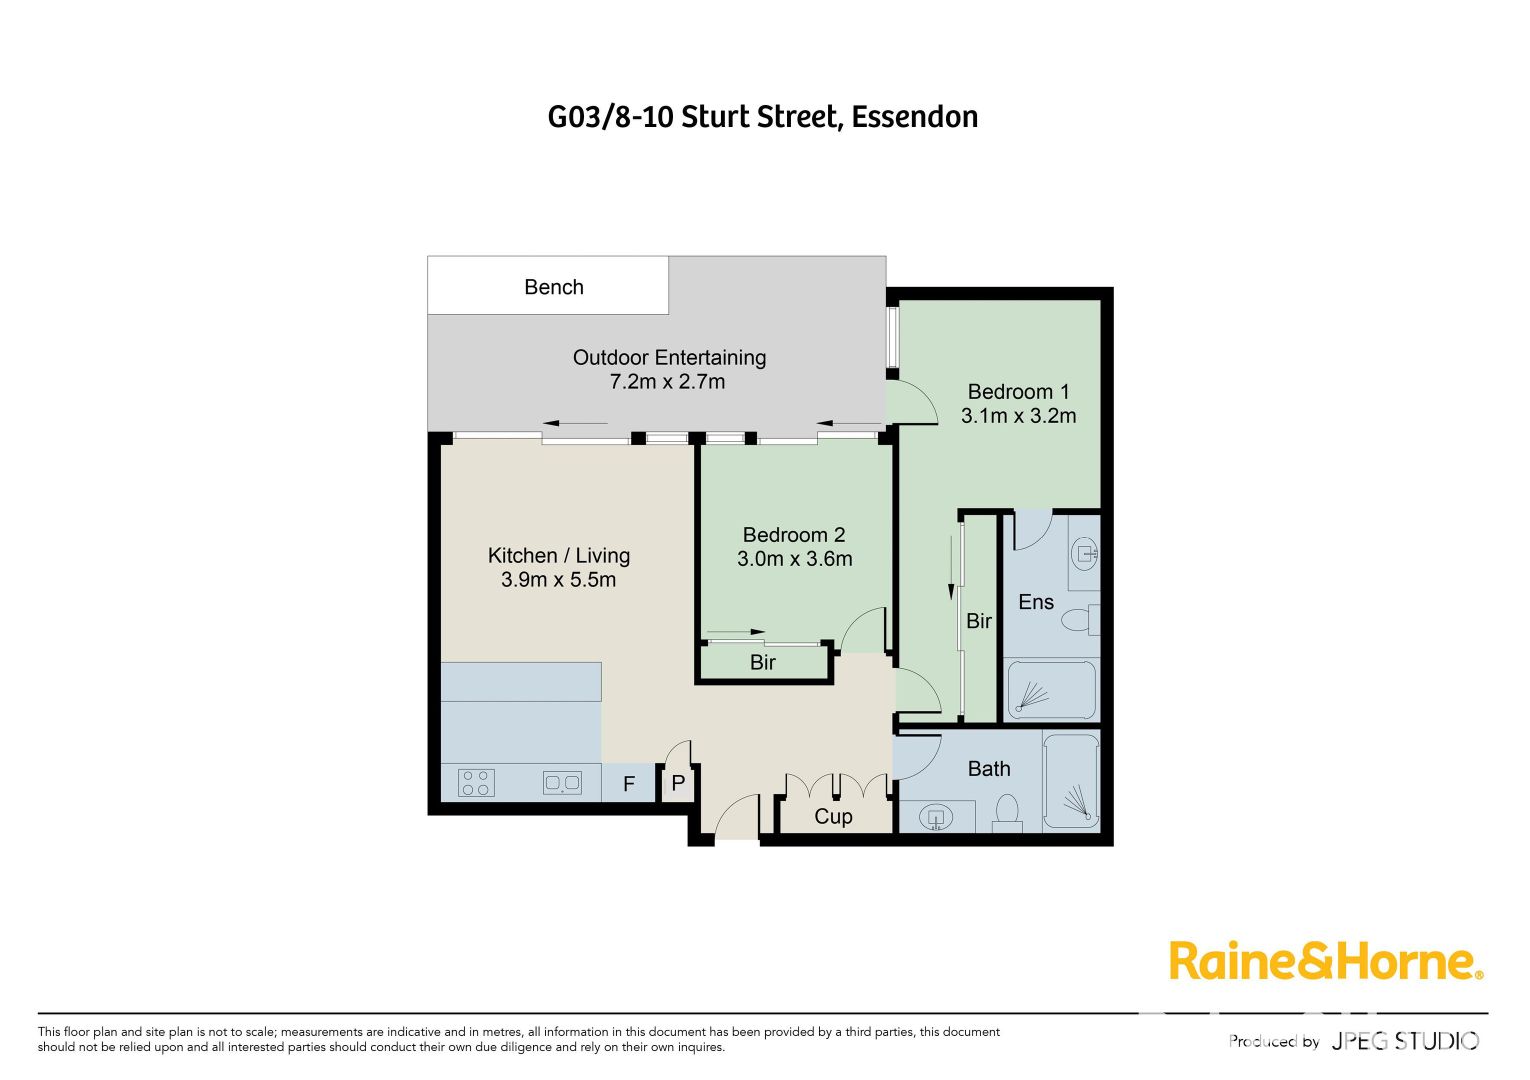 G03/8-10 Sturt Street, Essendon
Bench
Outdoor Entertaining
7.2m x 2.7m
Bedroom 1
3.1m x 3.2m
Bedroom 2
3.0m x 3.6m
Kitchen / Living
3.9m x 5.5m
Ens
Bir
Bir
Bath
F
P
Cup
Raine&Horne®
This floor plan and site plan is not to scale; measurements are indicative and in metres, all information in this document has been provided by a third parties, this document
should not be relied upon and all interested parties should conduct their own due diligence and rely on their own inquires.
Produced by JPEG STUDIO